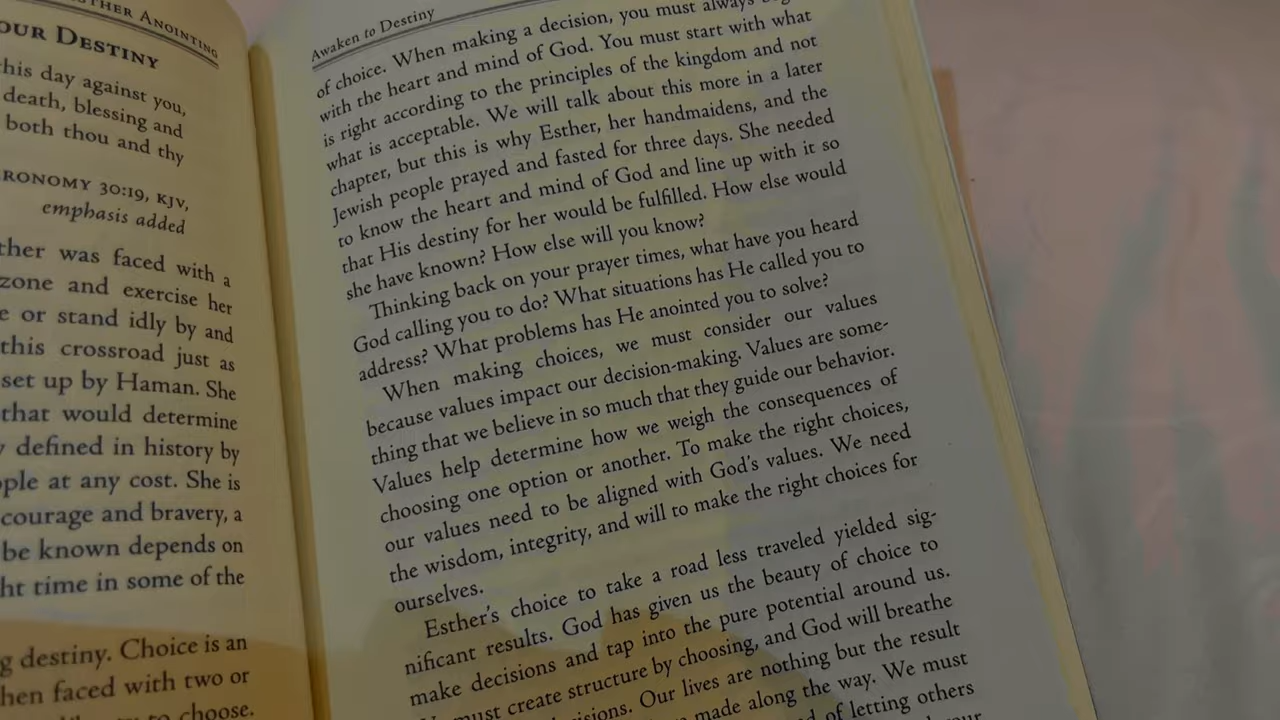 THER ANOINTING
OUR DESTINY
this day against you,
death, blessing and
both thou and thy
RONOMY 30:19, KJV,
emphasis added
ther was faced with a
zone and exercise her
e or stand idly by and
this crossroad just as
set up by Haman. She
that would determine
y defined in history by
ople at any cost. She is
courage and bravery, a
be known depends on
ht time in some of the
g destiny. Choice is an
hen faced with two or
to choose.
Awaken to Destiny
of choice. When making a decision, you must always
with the heart and mind of God. You must start with what
is right according to the principles of the kingdom and not
what is acceptable. We will talk about this more in a later
chapter, but this is why Esther, her handmaidens, and the
Jewish people prayed and fasted for three days. She needed
to know the heart and mind of God and line up with it so
that His destiny for her would be fulfilled. How else would
she have known? How else will you know?
Thinking back on your prayer times, what have you heard
God calling you to do? What situations has He called you to
address? What problems has He anointed you to solve?
When making choices, we must consider our values
because values impact our decision-making. Values are some-
thing that we believe in so much that they guide our behavior.
Values help determine how we weigh the consequences of
choosing one option or another. To make the right choices,
our values need to be aligned with God's values. We need
the wisdom, integrity, and will to make the right choices for
ourselves.
Esther's choice to take a road less traveled yielded sig-
nificant results. God has given us the beauty of choice to
make decisions and tap into the pure potential around us.
must create structure by choosing, and God will breathe
Our lives are nothing but the result
made along the way. We must
of letting others